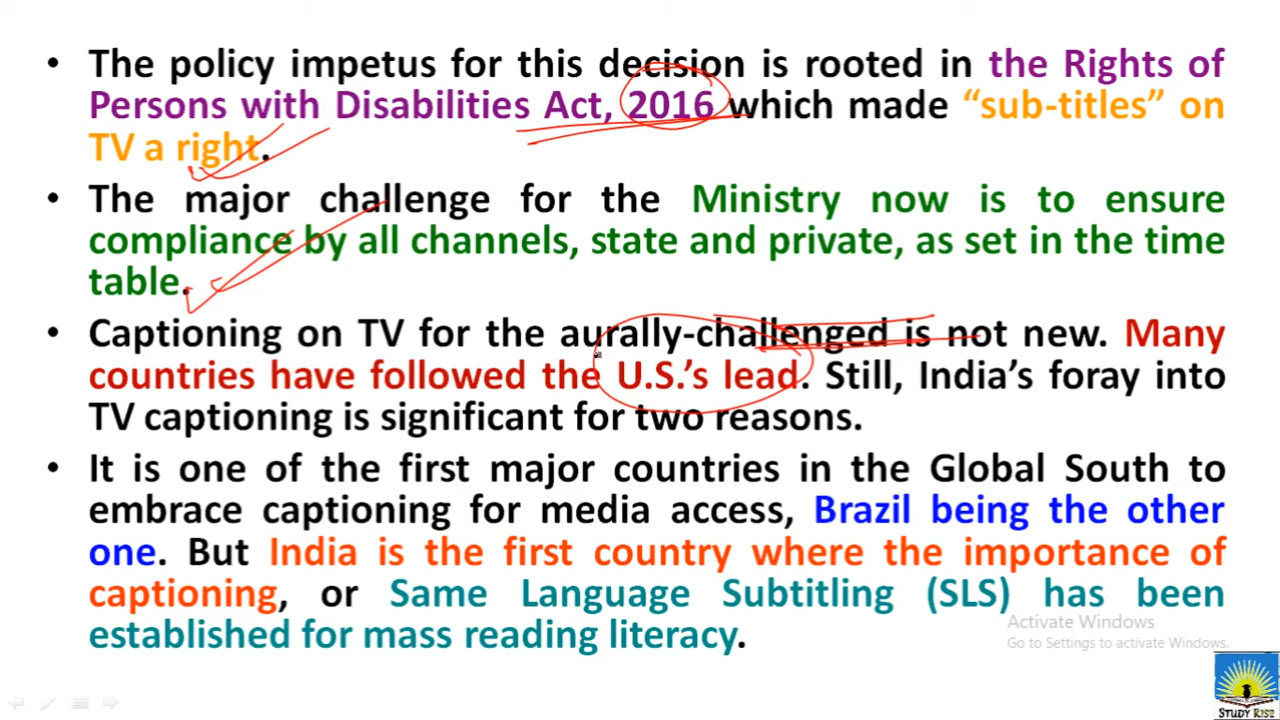 • The policy impetus for this decision is rooted in the Rights of
Persons with Disabilities Act, 2016 which made “sub-titles” on
TV a right.
• The major challenge for the Ministry now is to ensure
compliance by all channels, state and private, as set in the time
table.
• Captioning on TV for the aurally-challenged is not new. Many
countries have followed the U.S.’s lead. Still, India’s foray into
TV captioning is significant for two reasons.
• It is one of the first major countries in the Global South to
embrace captioning for media access, Brazil being the other
one. But India is the first country where the importance of
captioning, or Same Language Subtitling (SLS) has been
established for mass reading literacy.
Activate Windows
Go to Settings to activate Windows.
STUDY RISE